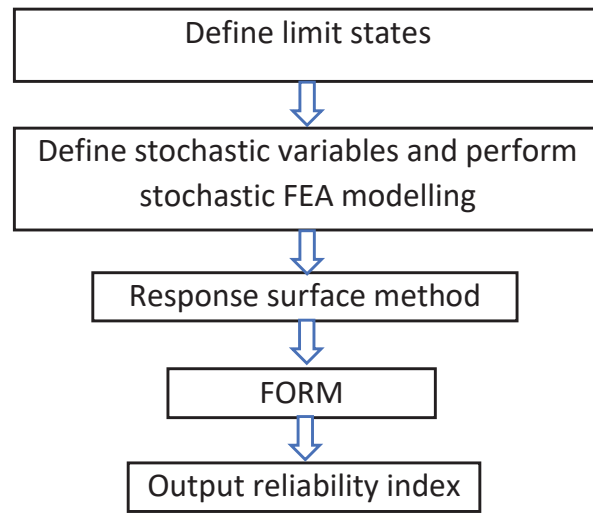 Define limit states
Define stochastic variables and perform
stochastic FEA modelling
Response surface method
FORM
Output reliability index